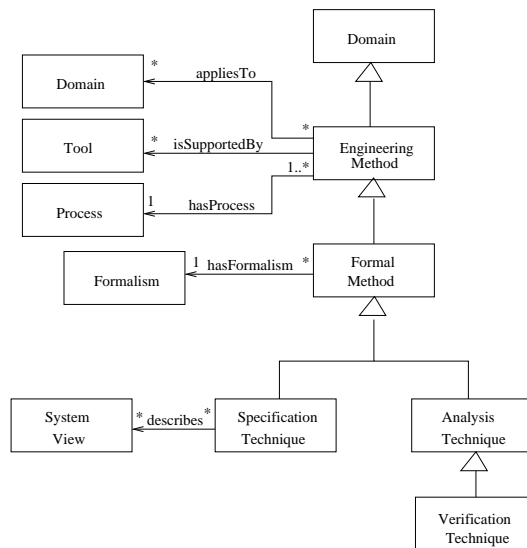 Domain
*
appliesTo
Domain
*
Tool
*
isSupportedBy
Engineering
Method
1..*
Process
1
hasProcess
Formalism
1
hasFormalism
*
Formal
Method
System
View
*
describes
*
Specification
Technique
Analysis
Technique
Verification
Technique